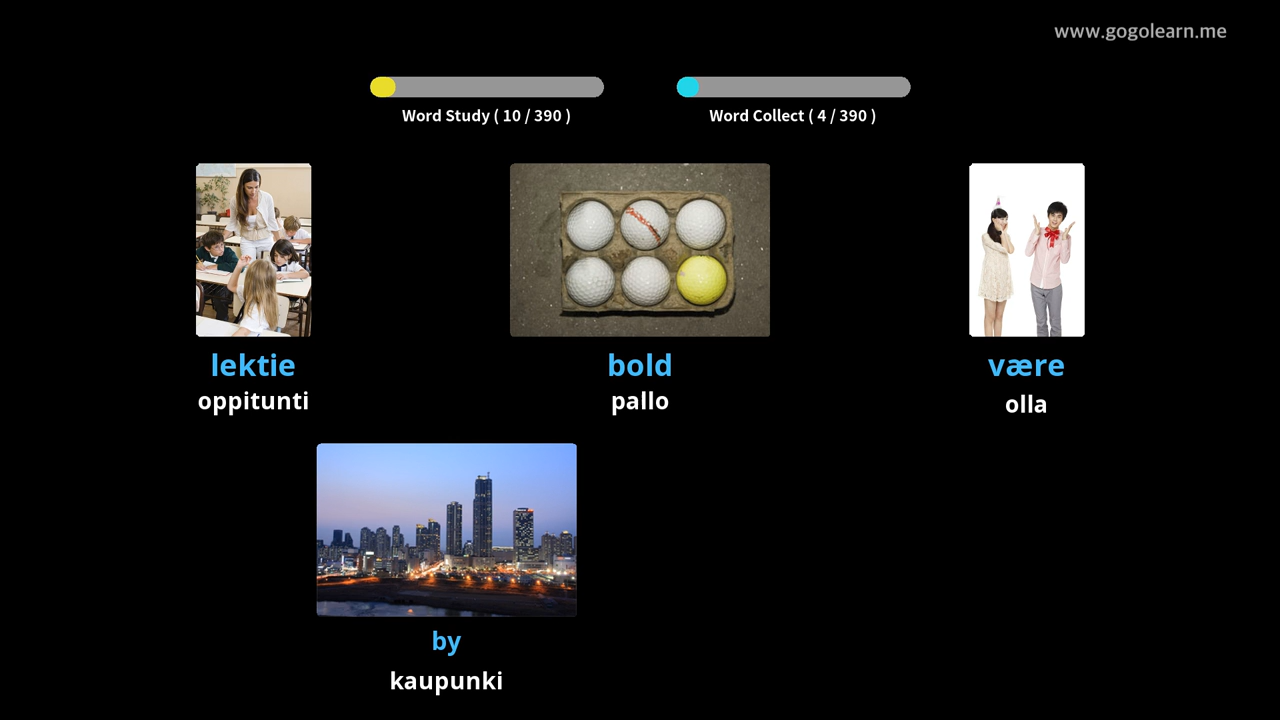 www.gogolearn.me
Word Study ( 10 / 390 )
Word Collect ( 4 / 390 )
lektie
oppitunti
bold
pallo
være
olla
by
kaupunki